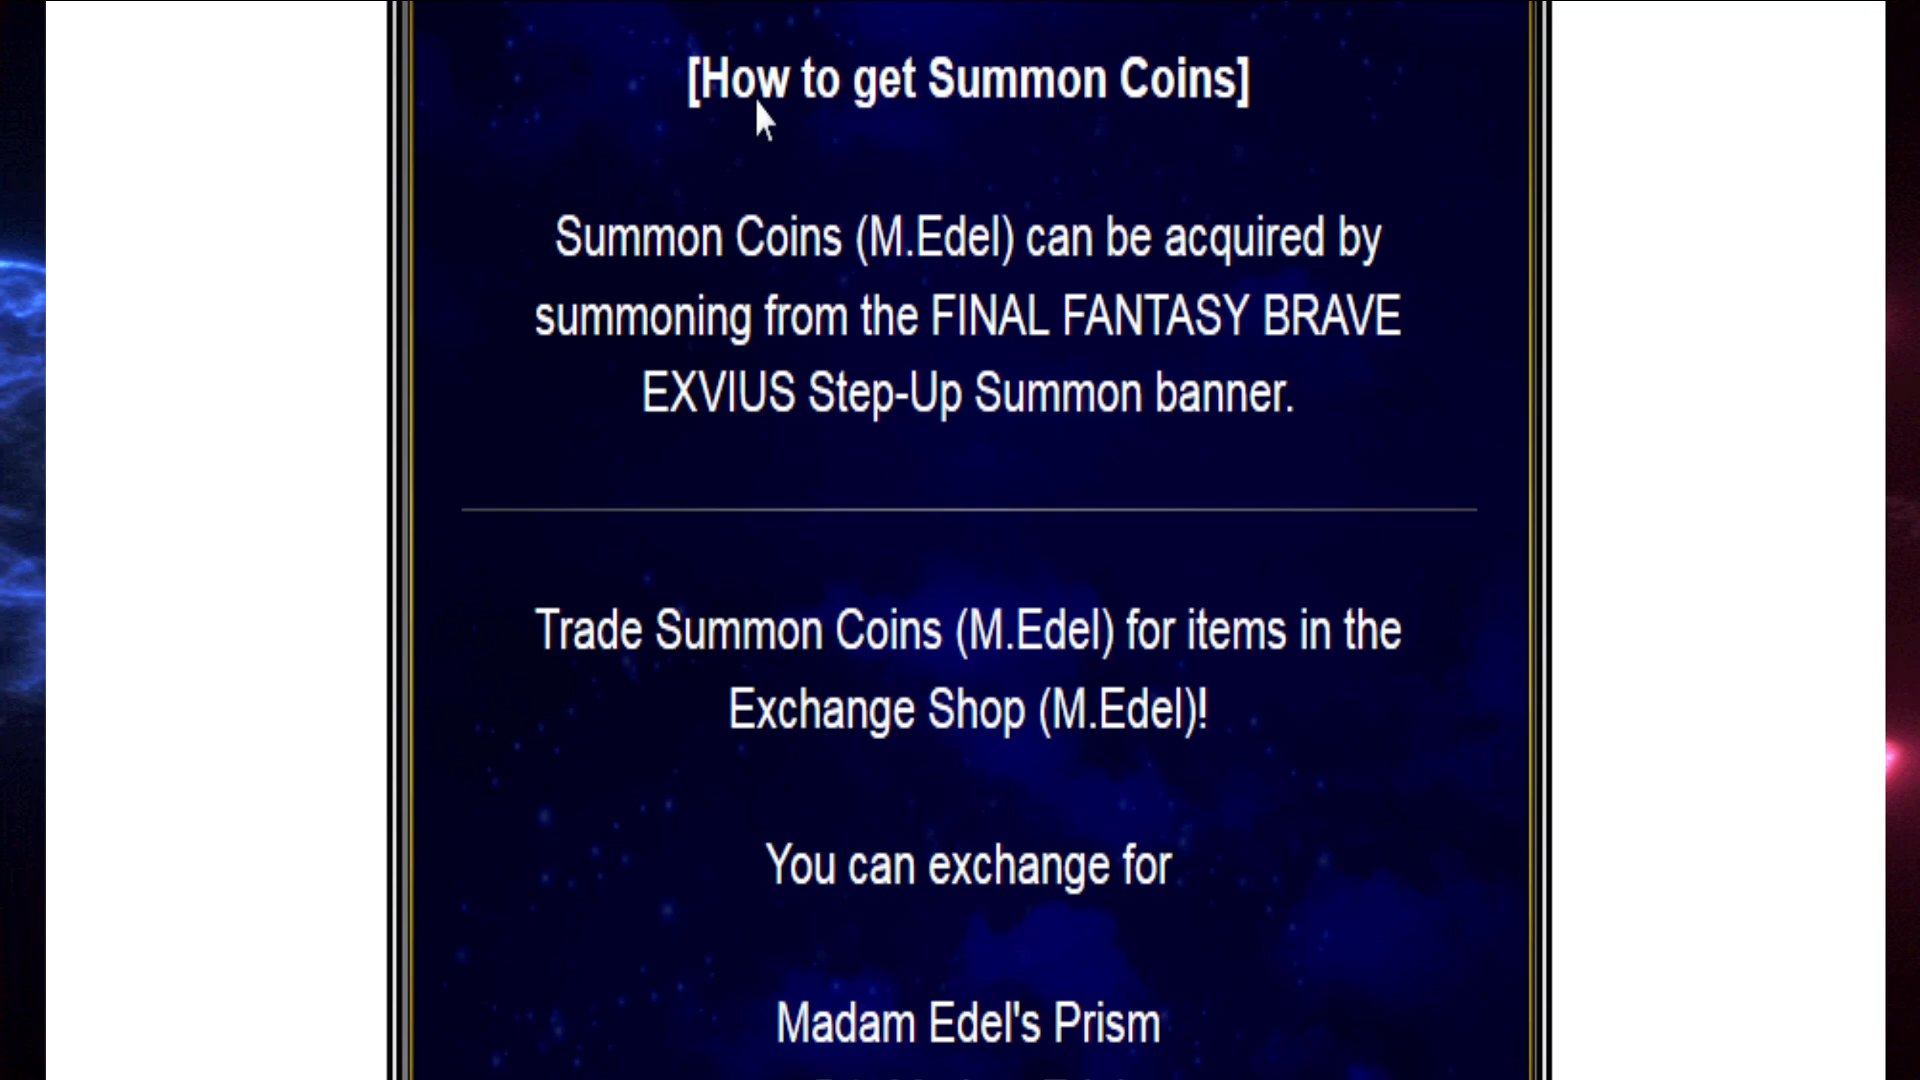 [How to get Summon Coins]
Summon Coins (M.Edel) can be acquired by
summoning from the FINAL FANTASY BRAVE
EXVIUS Step-Up Summon banner.
Trade Summon Coins (M.Edel) for items in the
Exchange Shop (M.Edel)!
You can exchange for
Madam Edel's Prism